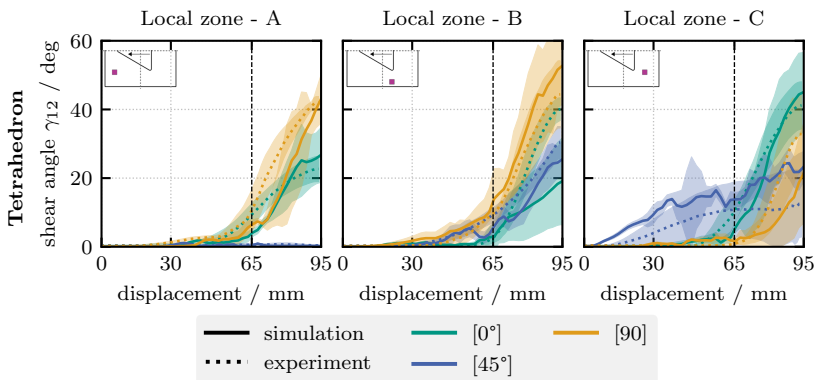 Local zone - A
Local zone - B
Local zone - C
Tetrahedron
shear angle γ12 / deg
60
40
20
0
0 30 65 95
0 30 65 95
0 30 65 95
displacement / mm
displacement / mm
displacement / mm
simulation
[0°]
[90]
experiment
[45°]